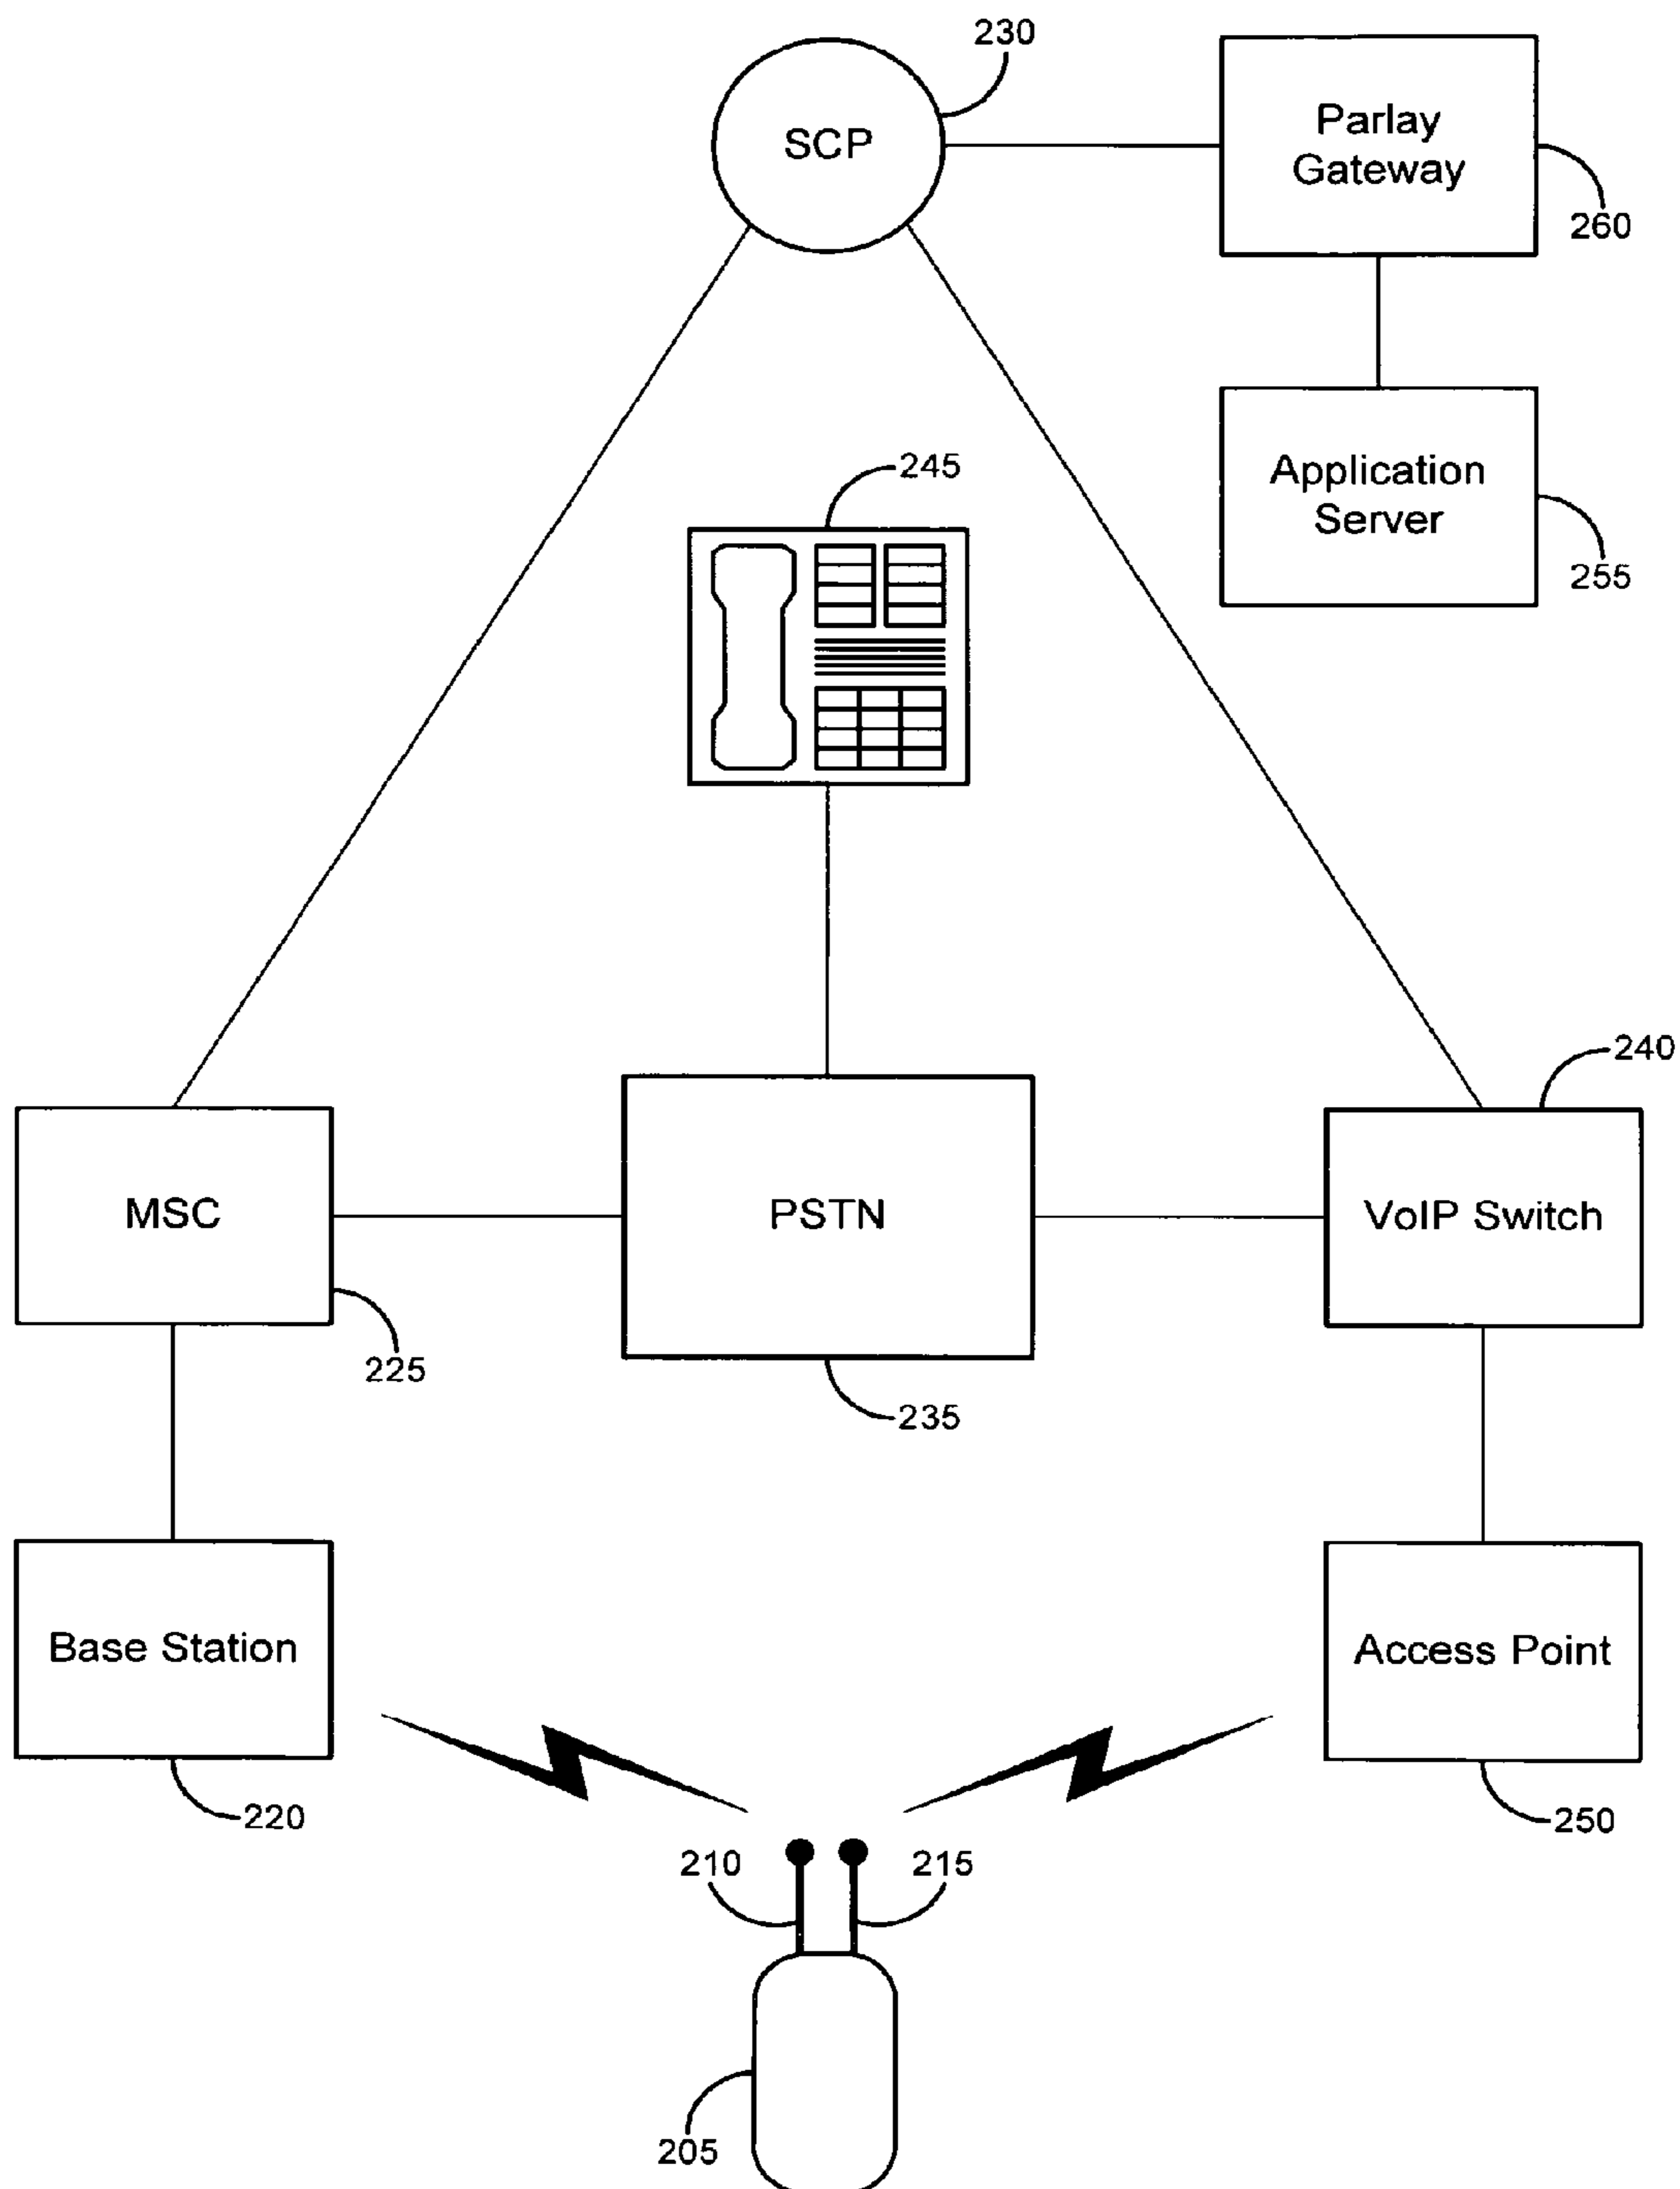 230
SCP
Parlay
Gateway
260
245
Application
Server
255
240
MSC
PSTN
VoIP Switch
225
235
Base Station
Access Point
220
250
210
215
205